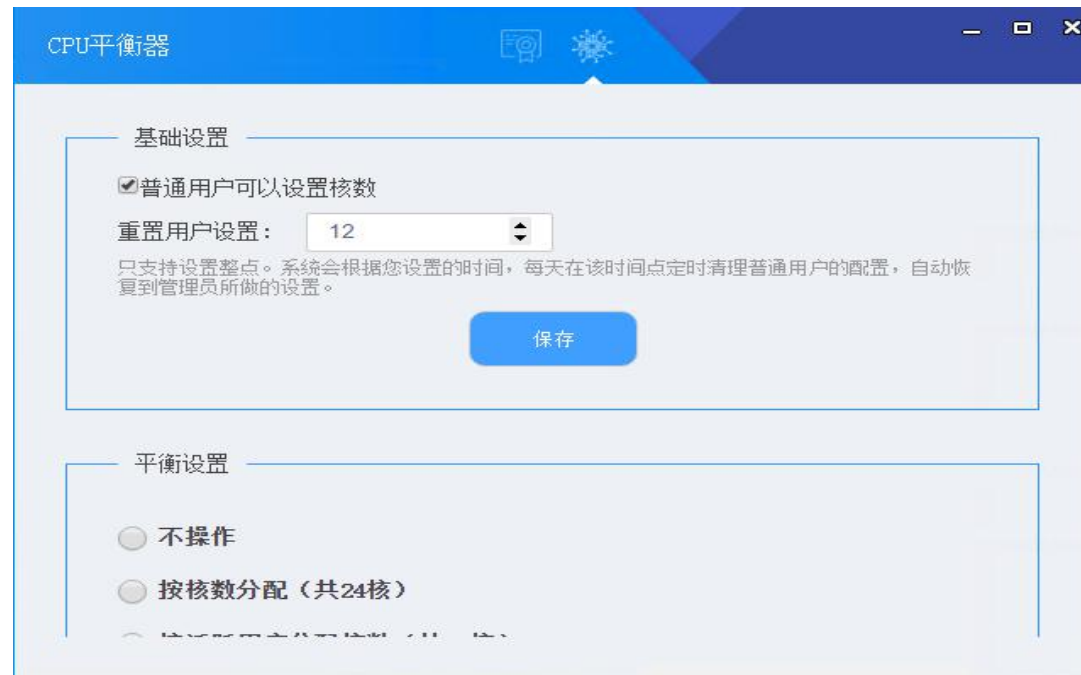 CPU平衡器
基础设置
普通用户可以设置核数
重置用户设置：
12
只支持设置整点。系统会根据您设置的时间，每天在该时间点定时清理普通用户的配置，自动恢
复到管理员所做的设置。
保存
平衡设置
不操作
按核数分配（共24核）